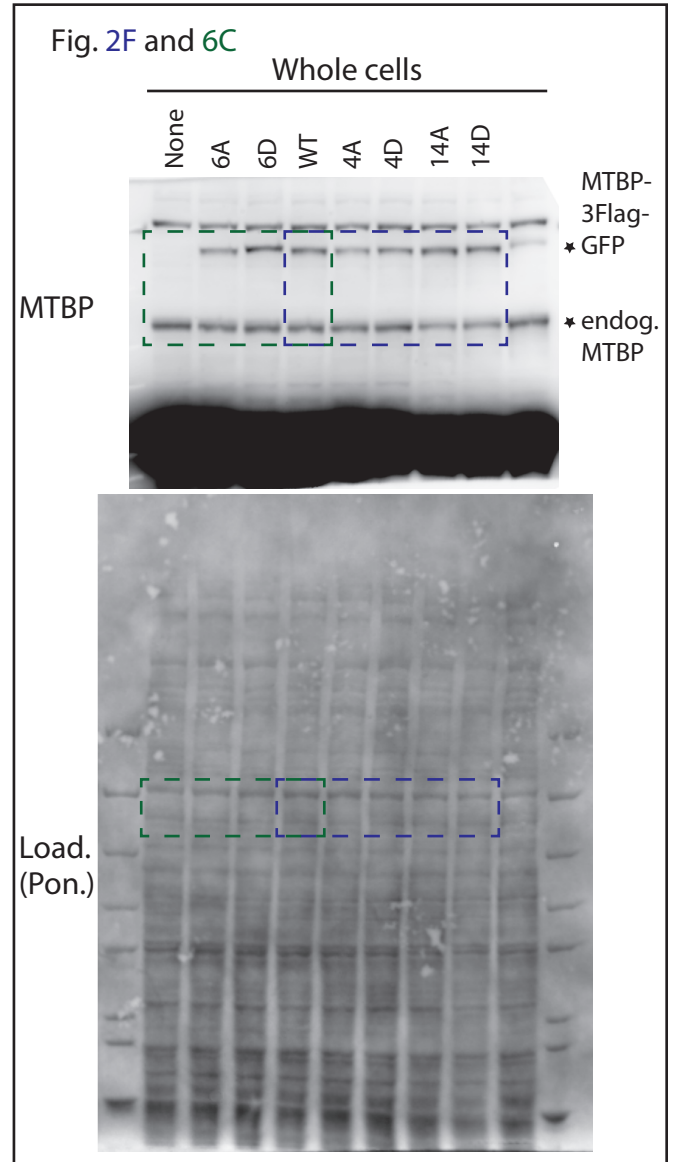 Fig. 2F and 6C
Whole cells
None 6A 6D WT 4A 4D 14A 14D
MTBP-
3Flag-
GFP
MTBP
endog.
MTBP
Load.
(Pon.)